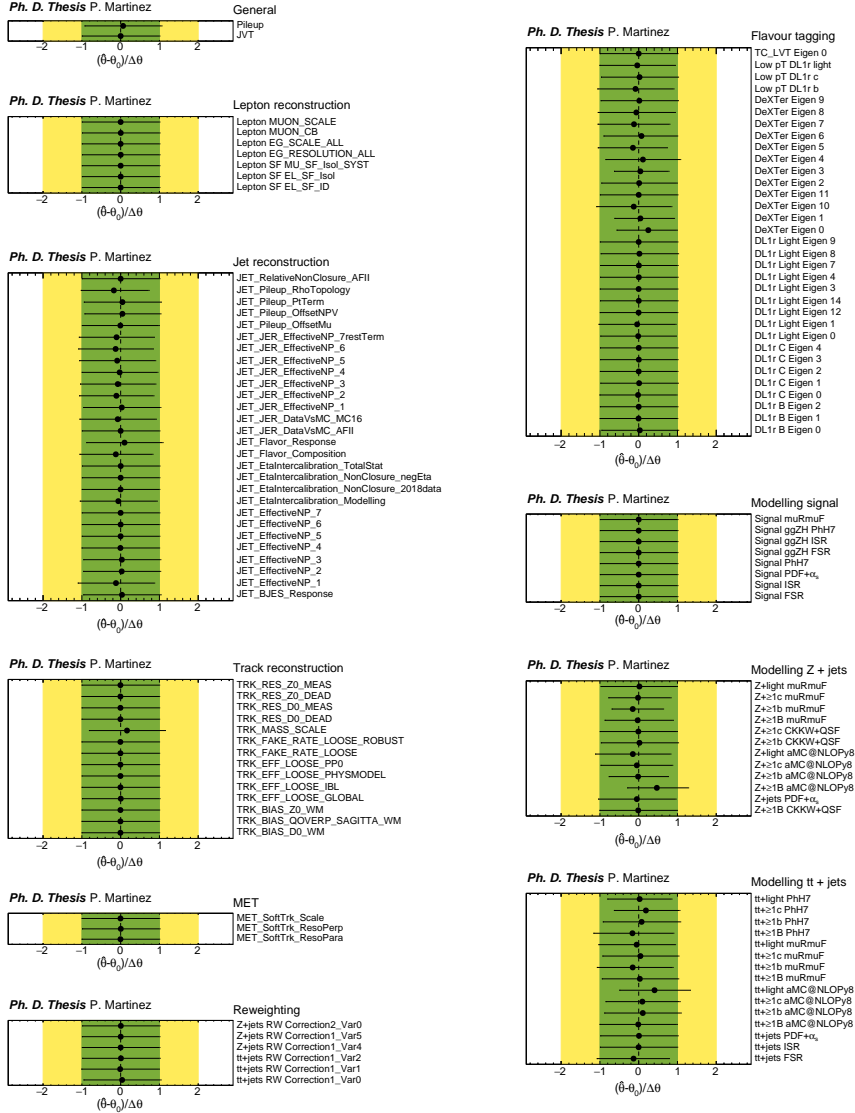 Ph. D. Thesis P. Martinez
General
Pileup
JVT
−2 −1 0 1 2
(θ̂-θ₀)/Δθ
Ph. D. Thesis P. Martinez
Lepton reconstruction
Lepton MUON_SCALE
Lepton MUON_CB
Lepton EG_SCALE_ALL
Lepton EG_RESOLUTION_ALL
Lepton SF MU_SF_Isol_SYST
Lepton SF EL_SF_Isol
Lepton SF EL_SF_ID
−2 −1 0 1 2
(θ̂-θ₀)/Δθ
Ph. D. Thesis P. Martinez
Jet reconstruction
JET_RelativeNonClosure_AFII
JET_Pileup_RhoTopology
JET_Pileup_PtTerm
JET_Pileup_OffsetNPV
JET_Pileup_OffsetMu
JET_JER_EffectiveNP_7restTerm
JET_JER_EffectiveNP_6
JET_JER_EffectiveNP_5
JET_JER_EffectiveNP_4
JET_JER_EffectiveNP_3
JET_JER_EffectiveNP_2
JET_JER_EffectiveNP_1
JET_JER_DataVsMC_MC16
JET_JER_DataVsMC_AFII
JET_Flavor_Response
JET_Flavor_Composition
JET_EtaIntercalibration_TotalStat
JET_EtaIntercalibration_NonClosure_negEta
JET_EtaIntercalibration_NonClosure_2018data
JET_EtaIntercalibration_Modelling
JET_EffectiveNP_7
JET_EffectiveNP_6
JET_EffectiveNP_5
JET_EffectiveNP_4
JET_EffectiveNP_3
JET_EffectiveNP_2
JET_EffectiveNP_1
JET_BJES_Response
−2 −1 0 1 2
(θ̂-θ₀)/Δθ
Ph. D. Thesis P. Martinez
Track reconstruction
TRK_RES_Z0_MEAS
TRK_RES_Z0_DEAD
TRK_RES_D0_MEAS
TRK_RES_D0_DEAD
TRK_MASS_SCALE
TRK_FAKE_RATE_LOOSE_ROBUST
TRK_FAKE_RATE_LOOSE
TRK_EFF_LOOSE_PP0
TRK_EFF_LOOSE_PHYSMODEL
TRK_EFF_LOOSE_IBL
TRK_EFF_LOOSE_GLOBAL
TRK_BIAS_Z0_WM
TRK_BIAS_QOVERP_SAGITTA_WM
TRK_BIAS_D0_WM
−2 −1 0 1 2
(θ̂-θ₀)/Δθ
Ph. D. Thesis P. Martinez
MET
MET_SoftTrk_Scale
MET_SoftTrk_ResoPerp
MET_SoftTrk_ResoPara
−2 −1 0 1 2
(θ̂-θ₀)/Δθ
Ph. D. Thesis P. Martinez
Reweighting
Z+jets RW Correction2_Var0
Z+jets RW Correction1_Var5
Z+jets RW Correction1_Var4
tt+jets RW Correction1_Var2
tt+jets RW Correction1_Var1
tt+jets RW Correction1_Var0
−2 −1 0 1 2
(θ̂-θ₀)/Δθ
Ph. D. Thesis P. Martinez
Flavour tagging
TC_LVT Eigen 0
Low pT DL1r light
Low pT DL1r c
Low pT DL1r b
DeXTer Eigen 9
DeXTer Eigen 8
DeXTer Eigen 7
DeXTer Eigen 6
DeXTer Eigen 5
DeXTer Eigen 4
DeXTer Eigen 3
DeXTer Eigen 2
DeXTer Eigen 11
DeXTer Eigen 10
DeXTer Eigen 1
DeXTer Eigen 0
DL1r Light Eigen 9
DL1r Light Eigen 8
DL1r Light Eigen 7
DL1r Light Eigen 4
DL1r Light Eigen 3
DL1r Light Eigen 14
DL1r Light Eigen 12
DL1r Light Eigen 1
DL1r Light Eigen 0
DL1r C Eigen 4
DL1r C Eigen 3
DL1r C Eigen 2
DL1r C Eigen 1
DL1r C Eigen 0
DL1r B Eigen 2
DL1r B Eigen 1
DL1r B Eigen 0
−2 −1 0 1 2
(θ̂-θ₀)/Δθ
Ph. D. Thesis P. Martinez
Modelling signal
Signal muRmuF
Signal ggZH PhH7
Signal ggZH ISR
Signal ggZH FSR
Signal PhH7
Signal PDF+αₛ
Signal ISR
Signal FSR
−2 −1 0 1 2
(θ̂-θ₀)/Δθ
Ph. D. Thesis P. Martinez
Modelling Z + jets
Z+light muRmuF
Z+≥1c muRmuF
Z+≥1b muRmuF
Z+≥1B muRmuF
Z+≥1c CKKW+QSF
Z+≥1b CKKW+QSF
Z+light aMC@NLOPy8
Z+≥1c aMC@NLOPy8
Z+≥1b aMC@NLOPy8
Z+≥1B aMC@NLOPy8
Z+jets PDF+αₛ
Z+≥1B CKKW+QSF
−2 −1 0 1 2
(θ̂-θ₀)/Δθ
Ph. D. Thesis P. Martinez
Modelling tt + jets
tt+light PhH7
tt+≥1c PhH7
tt+≥1b PhH7
tt+≥1B PhH7
tt+light muRmuF
tt+≥1c muRmuF
tt+≥1b muRmuF
tt+≥1B muRmuF
tt+light aMC@NLOPy8
tt+≥1c aMC@NLOPy8
tt+≥1b aMC@NLOPy8
tt+≥1B aMC@NLOPy8
tt+jets PDF+αₛ
tt+jets ISR
tt+jets FSR
−2 −1 0 1 2
(θ̂-θ₀)/Δθ